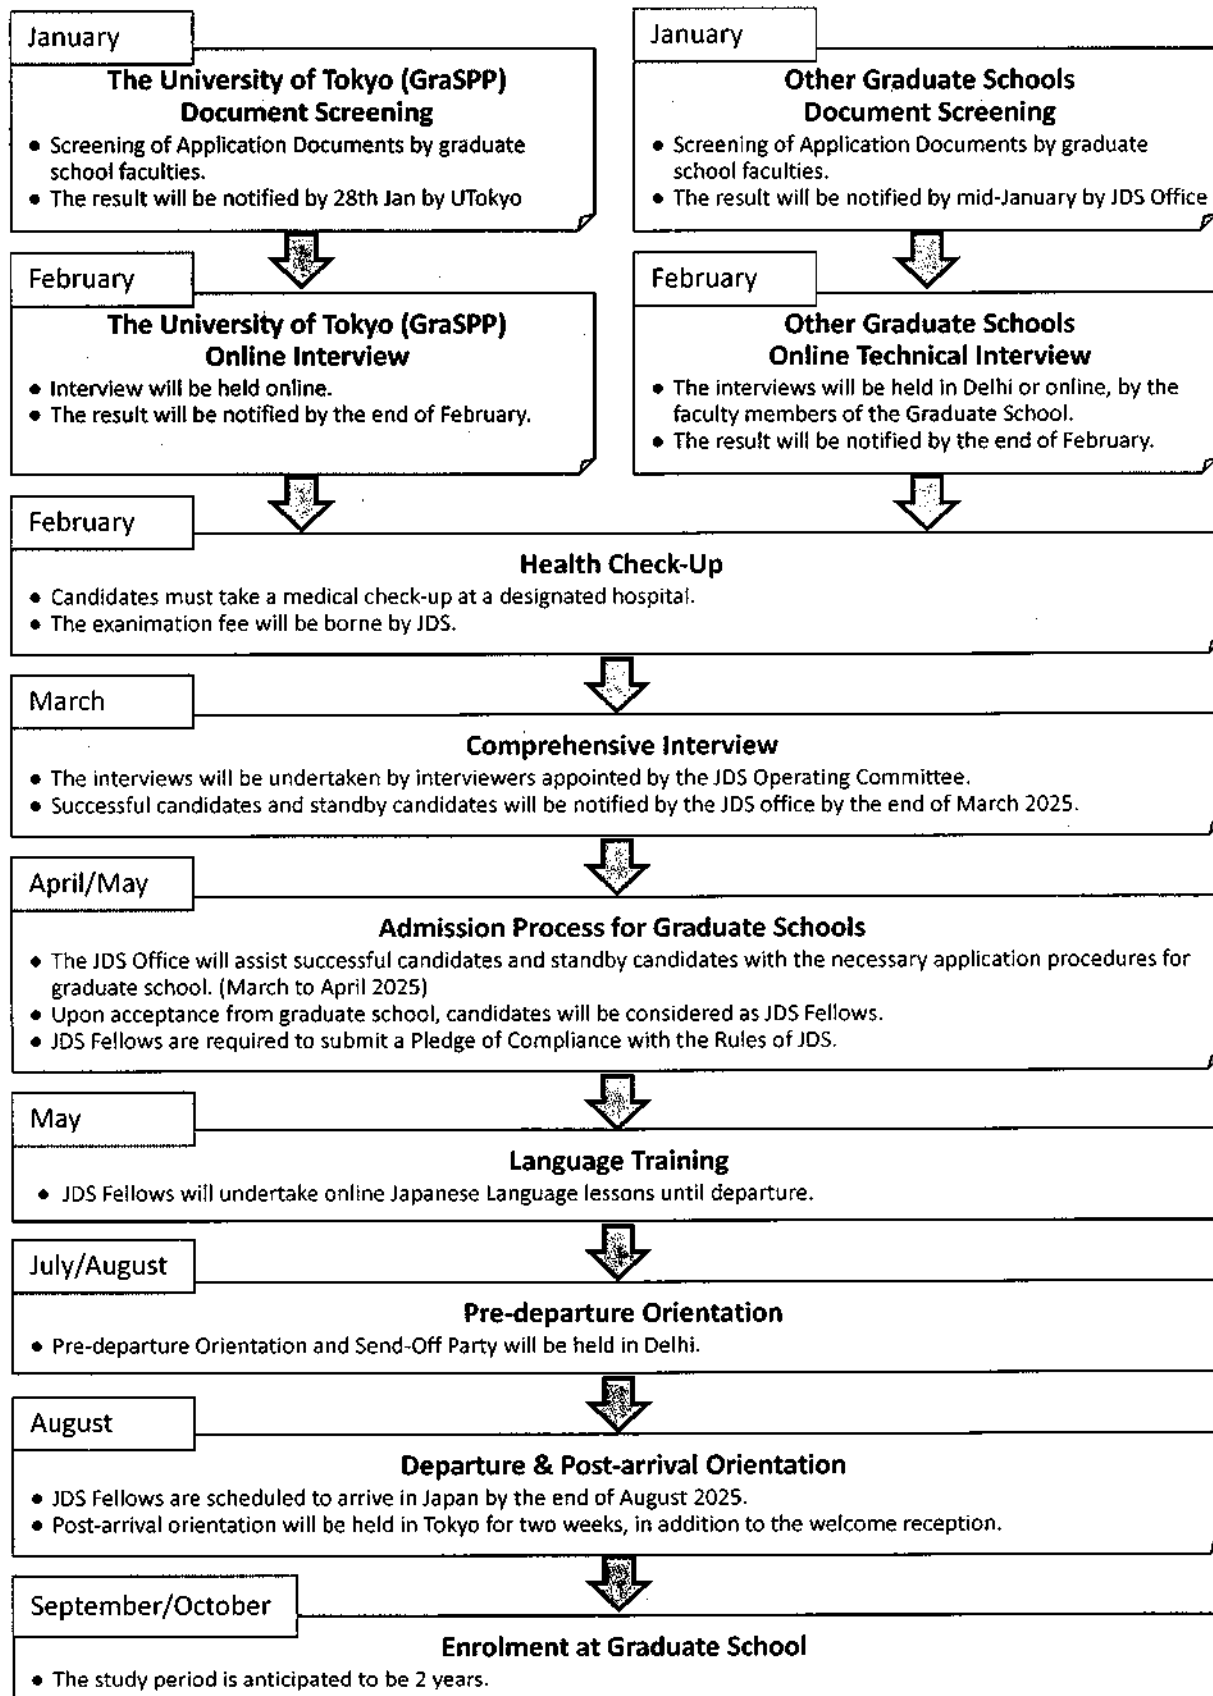 January
The University of Tokyo (GraSPP)
Document Screening
• Screening of Application Documents by graduate
school faculties.
• The result will be notified by 28th Jan by UTokyo
January
Other Graduate Schools
Document Screening
• Screening of Application Documents by graduate
school faculties.
• The result will be notified by mid-January by JDS Office
February
The University of Tokyo (GraSPP)
Online Interview
• Interview will be held online.
• The result will be notified by the end of February.
February
Other Graduate Schools
Online Technical Interview
• The interviews will be held in Delhi or online, by the
faculty members of the Graduate School.
• The result will be notified by the end of February.
February
Health Check-Up
• Candidates must take a medical check-up at a designated hospital.
• The exanimation fee will be borne by JDS.
March
Comprehensive Interview
• The interviews will be undertaken by interviewers appointed by the JDS Operating Committee.
• Successful candidates and standby candidates will be notified by the JDS office by the end of March 2025.
April/May
Admission Process for Graduate Schools
• The JDS Office will assist successful candidates and standby candidates with the necessary application procedures for
graduate school. (March to April 2025)
• Upon acceptance from graduate school, candidates will be considered as JDS Fellows.
• JDS Fellows are required to submit a Pledge of Compliance with the Rules of JDS.
May
Language Training
• JDS Fellows will undertake online Japanese Language lessons until departure.
July/August
Pre-departure Orientation
• Pre-departure Orientation and Send-Off Party will be held in Delhi.
August
Departure & Post-arrival Orientation
• JDS Fellows are scheduled to arrive in Japan by the end of August 2025.
• Post-arrival orientation will be held in Tokyo for two weeks, in addition to the welcome reception.
September/October
Enrolment at Graduate School
• The study period is anticipated to be 2 years.